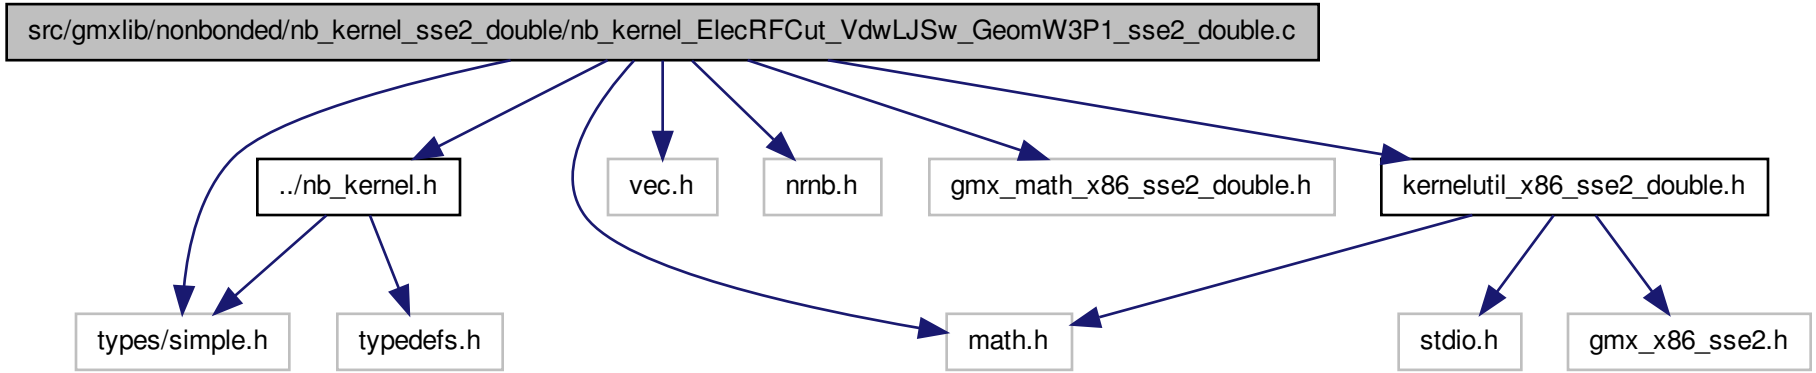 src/gmxlib/nonbonded/nb_kernel_sse2_double/nb_kernel_ElecRFCut_VdwLJSw_GeomW3P1_sse2_double.c
../nb_kernel.h
vec.h
nrnb.h
gmx_math_x86_sse2_double.h
kernelutil_x86_sse2_double.h
types/simple.h
typedefs.h
math.h
stdio.h
gmx_x86_sse2.h